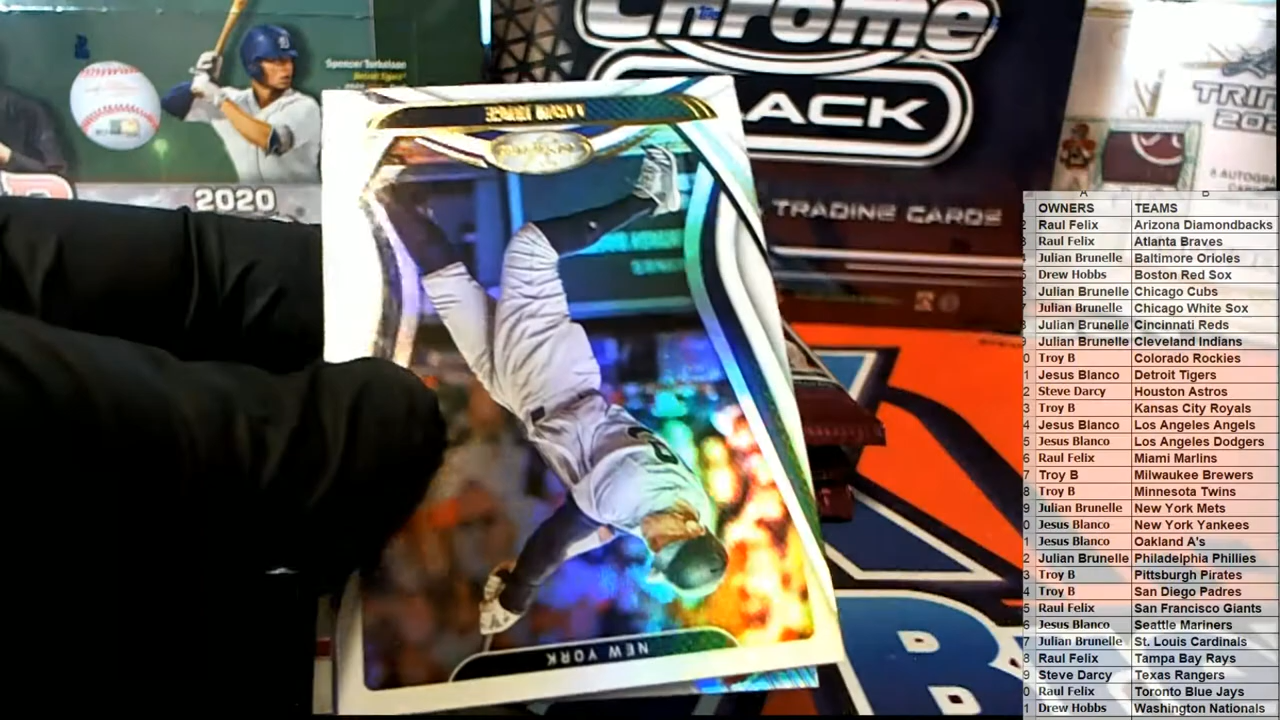 Chrome
Spencer Torkelson
Detroit Tigers
BLACK
2020
TRADING CARDS
NEW YORK
A B
OWNERS TEAMS
Raul Felix Arizona Diamondbacks
Raul Felix Atlanta Braves
Julian Brunelle Baltimore Orioles
Drew Hobbs Boston Red Sox
Julian Brunelle Chicago Cubs
Julian Brunelle Chicago White Sox
Julian Brunelle Cincinnati Reds
Julian Brunelle Cleveland Indians
Troy B Colorado Rockies
Jesus Blanco Detroit Tigers
Steve Darcy Houston Astros
Troy B Kansas City Royals
Jesus Blanco Los Angeles Angels
Jesus Blanco Los Angeles Dodgers
Raul Felix Miami Marlins
Troy B Milwaukee Brewers
Troy B Minnesota Twins
Julian Brunelle New York Mets
Jesus Blanco New York Yankees
Jesus Blanco Oakland A's
Julian Brunelle Philadelphia Phillies
Troy B Pittsburgh Pirates
Troy B San Diego Padres
Raul Felix San Francisco Giants
Jesus Blanco Seattle Mariners
Julian Brunelle St. Louis Cardinals
Raul Felix Tampa Bay Rays
Steve Darcy Texas Rangers
Raul Felix Toronto Blue Jays
Drew Hobbs Washington Nationals